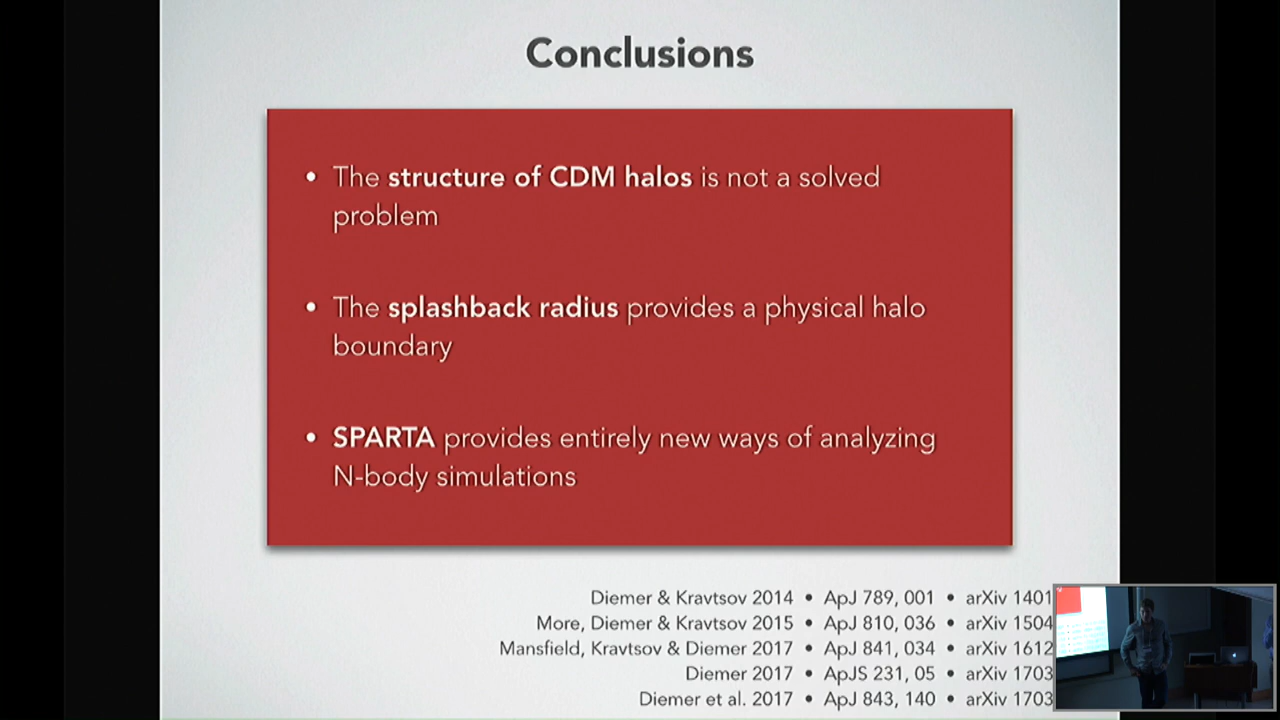 Conclusions
• The structure of CDM halos is not a solved
problem
• The splashback radius provides a physical halo
boundary
• SPARTA provides entirely new ways of analyzing
N-body simulations
Diemer & Kravtsov 2014 • ApJ 789, 001 • arXiv 1401
More, Diemer & Kravtsov 2015 • ApJ 810, 036 • arXiv 1504
Mansfield, Kravtsov & Diemer 2017 • ApJ 841, 034 • arXiv 1612
Diemer 2017 • ApJS 231, 05 • arXiv 1703
Diemer et al. 2017 • ApJ 843, 140 • arXiv 1703